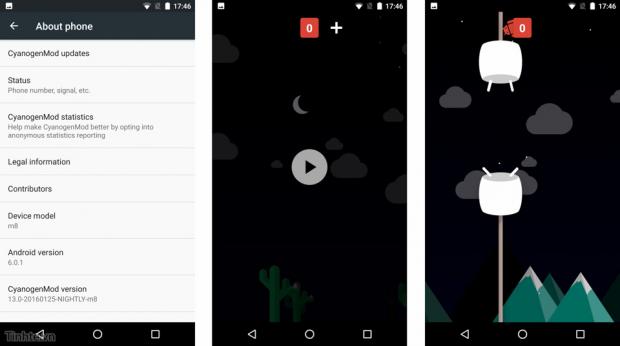 17:46
About phone
CyanogenMod updates
Status
Phone number, signal, etc.
CyanogenMod statistics
Help make CyanogenMod better by opting into
anonymous statistics reporting
Legal information
Contributors
Device model
m8
Android version
6.0.1
CyanogenMod version
13.0-20160125-NIGHTLY-m8
Tinhte.vn
17:46
0 +
17:46
0